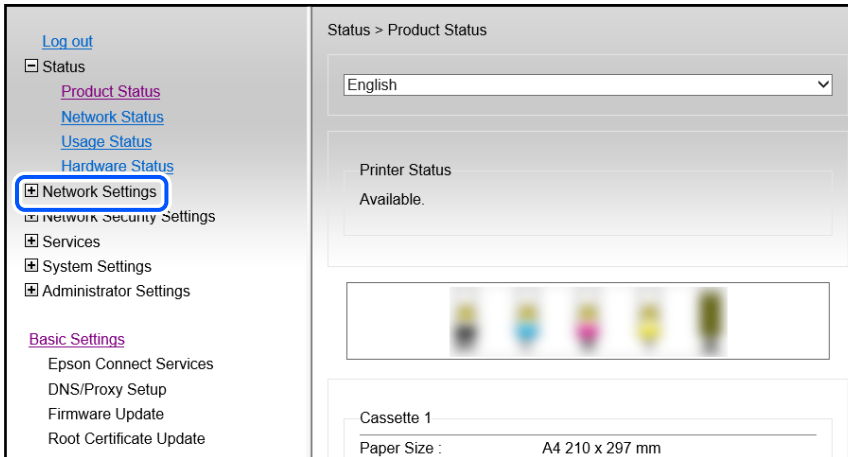 Log out
Status
Product Status
Network Status
Usage Status
Hardware Status
Network Settings
Network Security Settings
Services
System Settings
Administrator Settings
Basic Settings
Epson Connect Services
DNS/Proxy Setup
Firmware Update
Root Certificate Update
Status > Product Status
English
Printer Status
Available.
Cassette 1
Paper Size : A4 210 x 297 mm